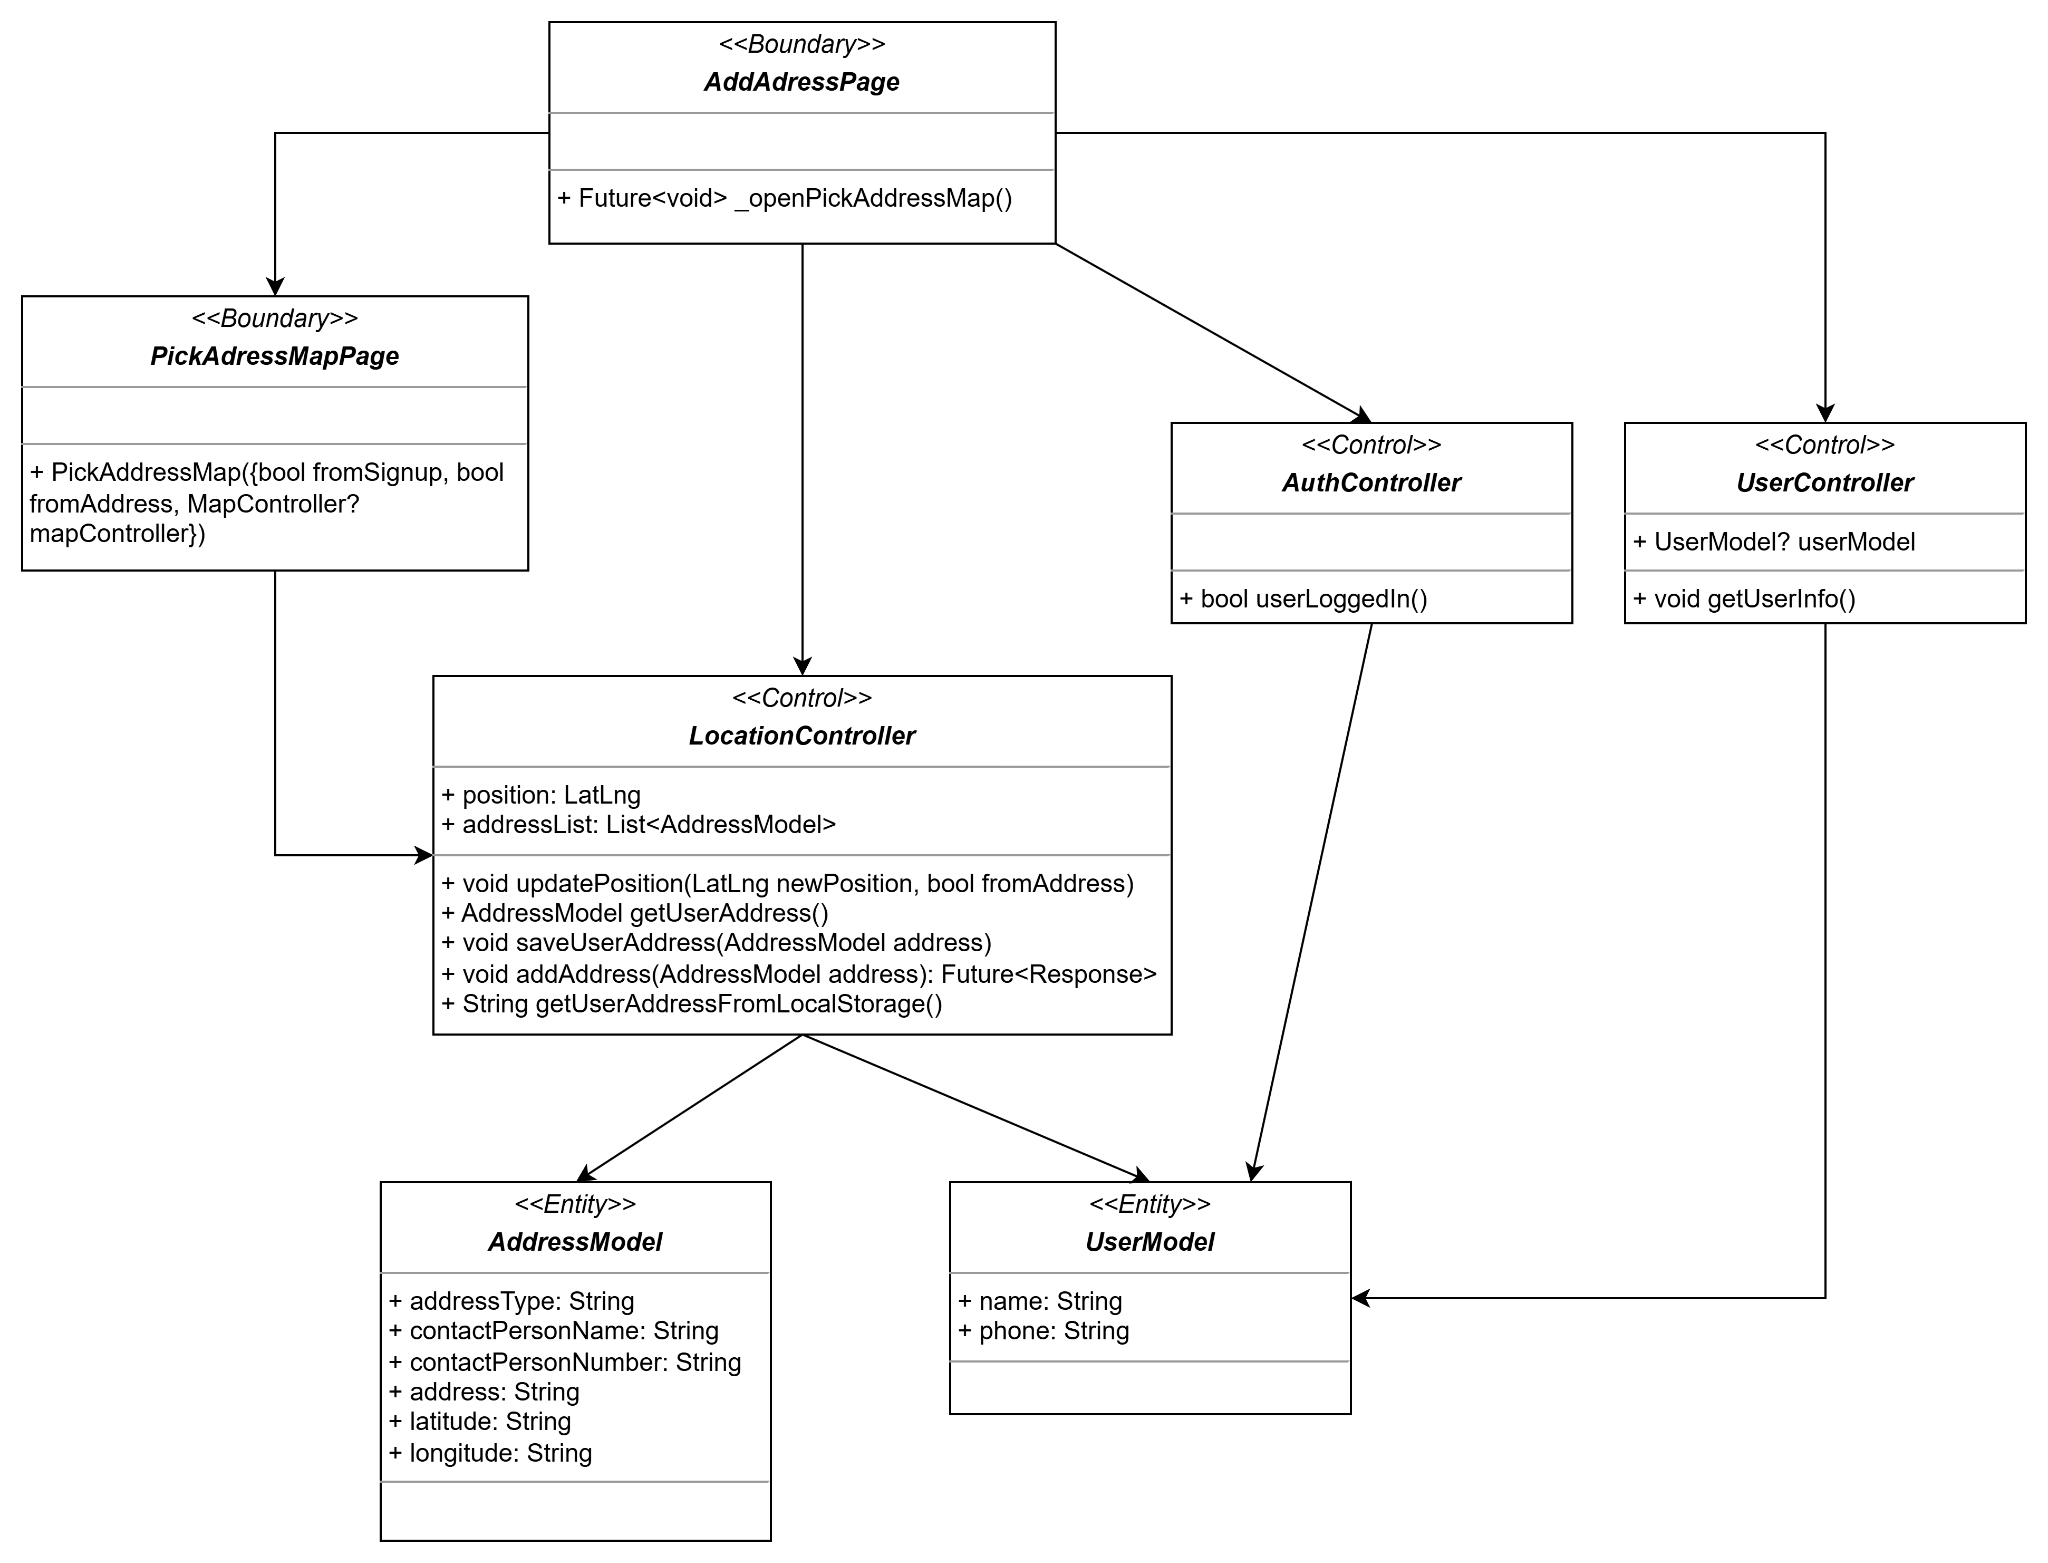 <<Boundary>>
AddAdressPage
+ Future<void> _openPickAddressMap()
<<Boundary>>
PickAdressMapPage
+ PickAddressMap({bool fromSignup, bool
fromAddress, MapController?
mapController})
<<Control>>
AuthController
+ bool userLoggedIn()
<<Control>>
UserController
+ UserModel? userModel
+ void getUserInfo()
<<Control>>
LocationController
+ position: LatLng
+ addressList: List<AddressModel>
+ void updatePosition(LatLng newPosition, bool fromAddress)
+ AddressModel getUserAddress()
+ void saveUserAddress(AddressModel address)
+ void addAddress(AddressModel address): Future<Response>
+ String getUserAddressFromLocalStorage()
<<Entity>>
AddressModel
+ addressType: String
+ contactPersonName: String
+ contactPersonNumber: String
+ address: String
+ latitude: String
+ longitude: String
<<Entity>>
UserModel
+ name: String
+ phone: String